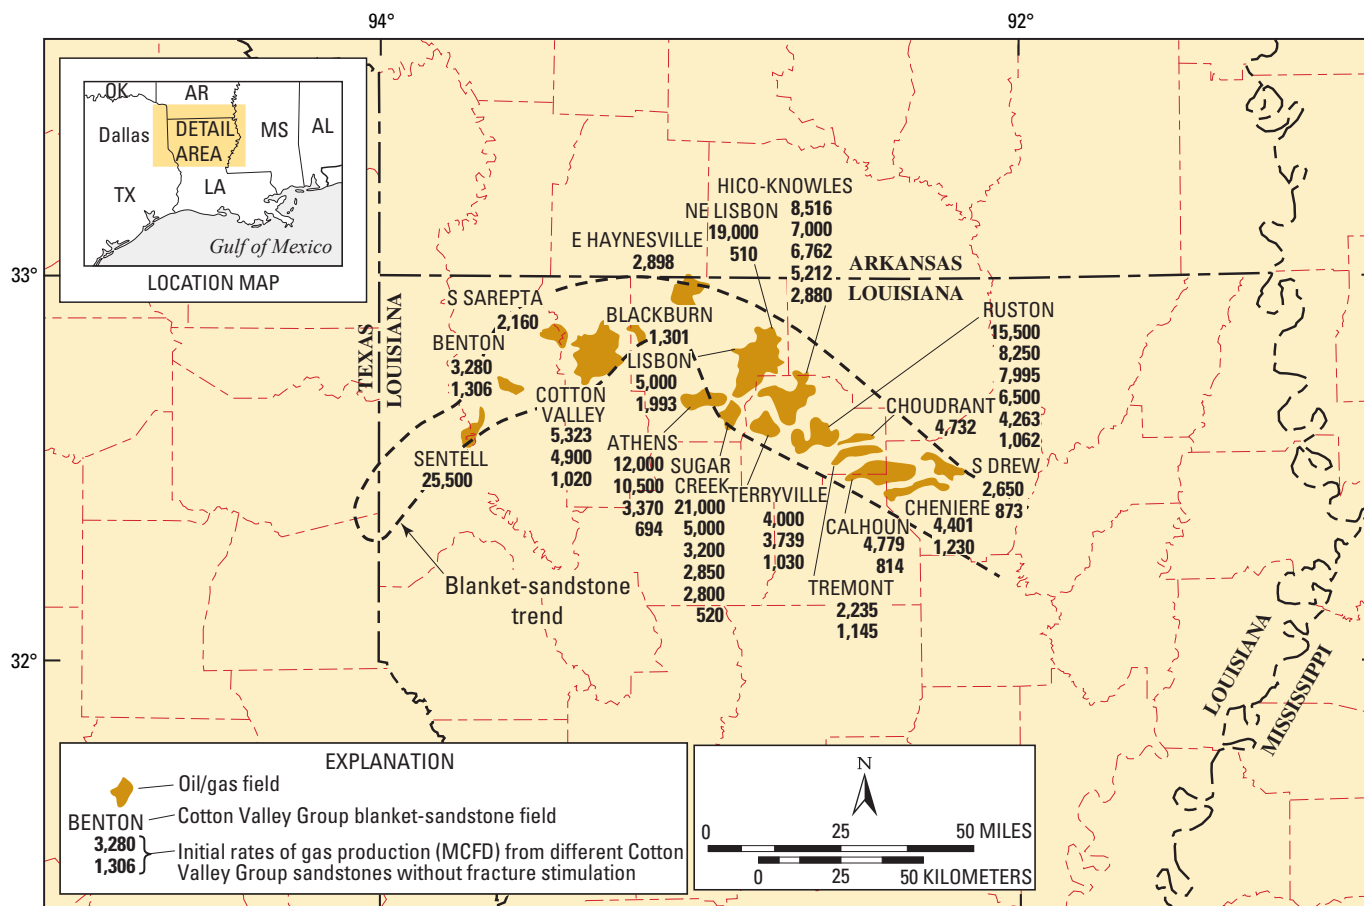 94°
92°
OK
AR
Dallas
DETAIL
AREA
MS
AL
TX
LA
Gulf of Mexico
LOCATION MAP
33°
32°
HICO-KNOWLES
8,516
7,000
6,762
5,212
2,880
NE LISBON
19,000
510
E HAYNESVILLE
2,898
ARKANSAS
LOUISIANA
TEXAS
LOUISIANA
S SAREPTA
2,160
BENTON
3,280
1,306
BLACKBURN
1,301
LISBON
5,000
1,993
RUSTON
15,500
8,250
7,995
6,500
4,263
1,062
COTTON
VALLEY
5,323
4,900
1,020
CHOUDRANT
4,732
ATHENS
12,000
10,500
3,370
694
SENTELL
25,500
SUGAR
CREEK
21,000
5,000
3,200
2,850
2,800
520
TERRYVILLE
4,000
3,739
1,030
S DREW
2,650
873
CHENIERE
4,401
1,230
CALHOUN
4,779
814
TREMONT
2,235
1,145
Blanket-sandstone
trend
LOUISIANA
MISSISSIPPI
EXPLANATION
Oil/gas field
BENTON
Cotton Valley Group blanket-sandstone field
3,280
1,306
Initial rates of gas production (MCFD) from different Cotton
Valley Group sandstones without fracture stimulation
N
0 25 50 MILES
0 25 50 KILOMETERS